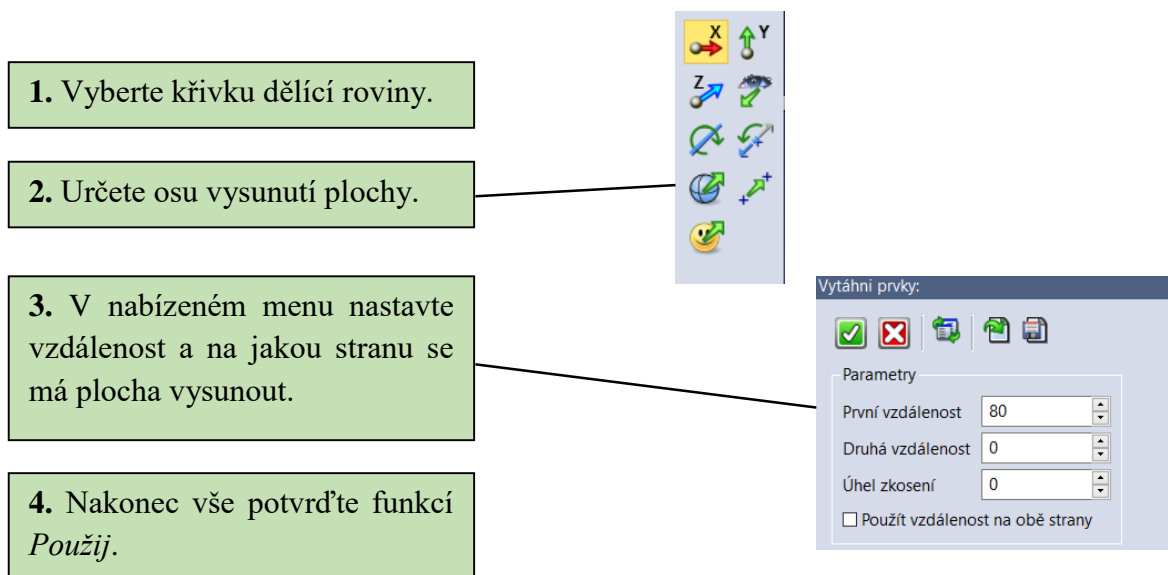 X
Y
Z
1. Vyberte křivku dělící roviny.
2. Určete osu vysunutí plochy.
3. V nabízeném menu nastavte
vzdálenost a na jakou stranu se
má plocha vysunout.
4. Nakonec vše potvrďte funkcí
Použij.
Vytáhni prvky:
Parametry
První vzdálenost 80
Druhá vzdálenost 0
Úhel zkosení 0
Použít vzdálenost na obě strany